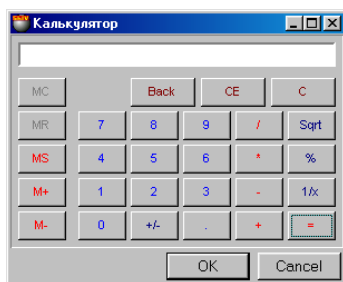 Калькулятор
MC Back CE C
MR 7 8 9 / Sqrt
MS 4 5 6 * %
M+ 1 2 3 - 1/x
M- 0 +/- . + =
OK Cancel